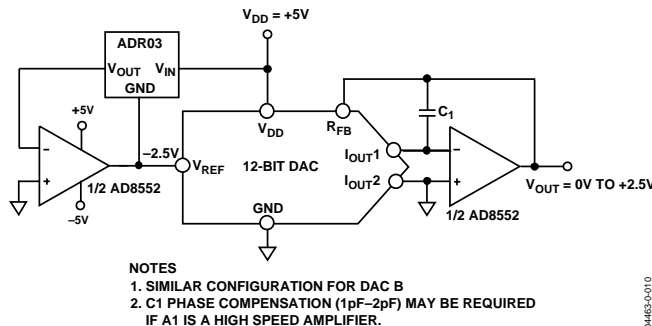 V_DD = +5V
ADR03
V_OUT V_IN
GND
+5V
–2.5V
1/2 AD8552
–5V
V_DD
R_FB
V_REF
12-BIT DAC
GND
I_OUT1
I_OUT2
C_1
1/2 AD8552
V_OUT = 0V TO +2.5V
NOTES
1. SIMILAR CONFIGURATION FOR DAC B
2. C1 PHASE COMPENSATION (1pF–2pF) MAY BE REQUIRED
IF A1 IS A HIGH SPEED AMPLIFIER.
04463-0-010